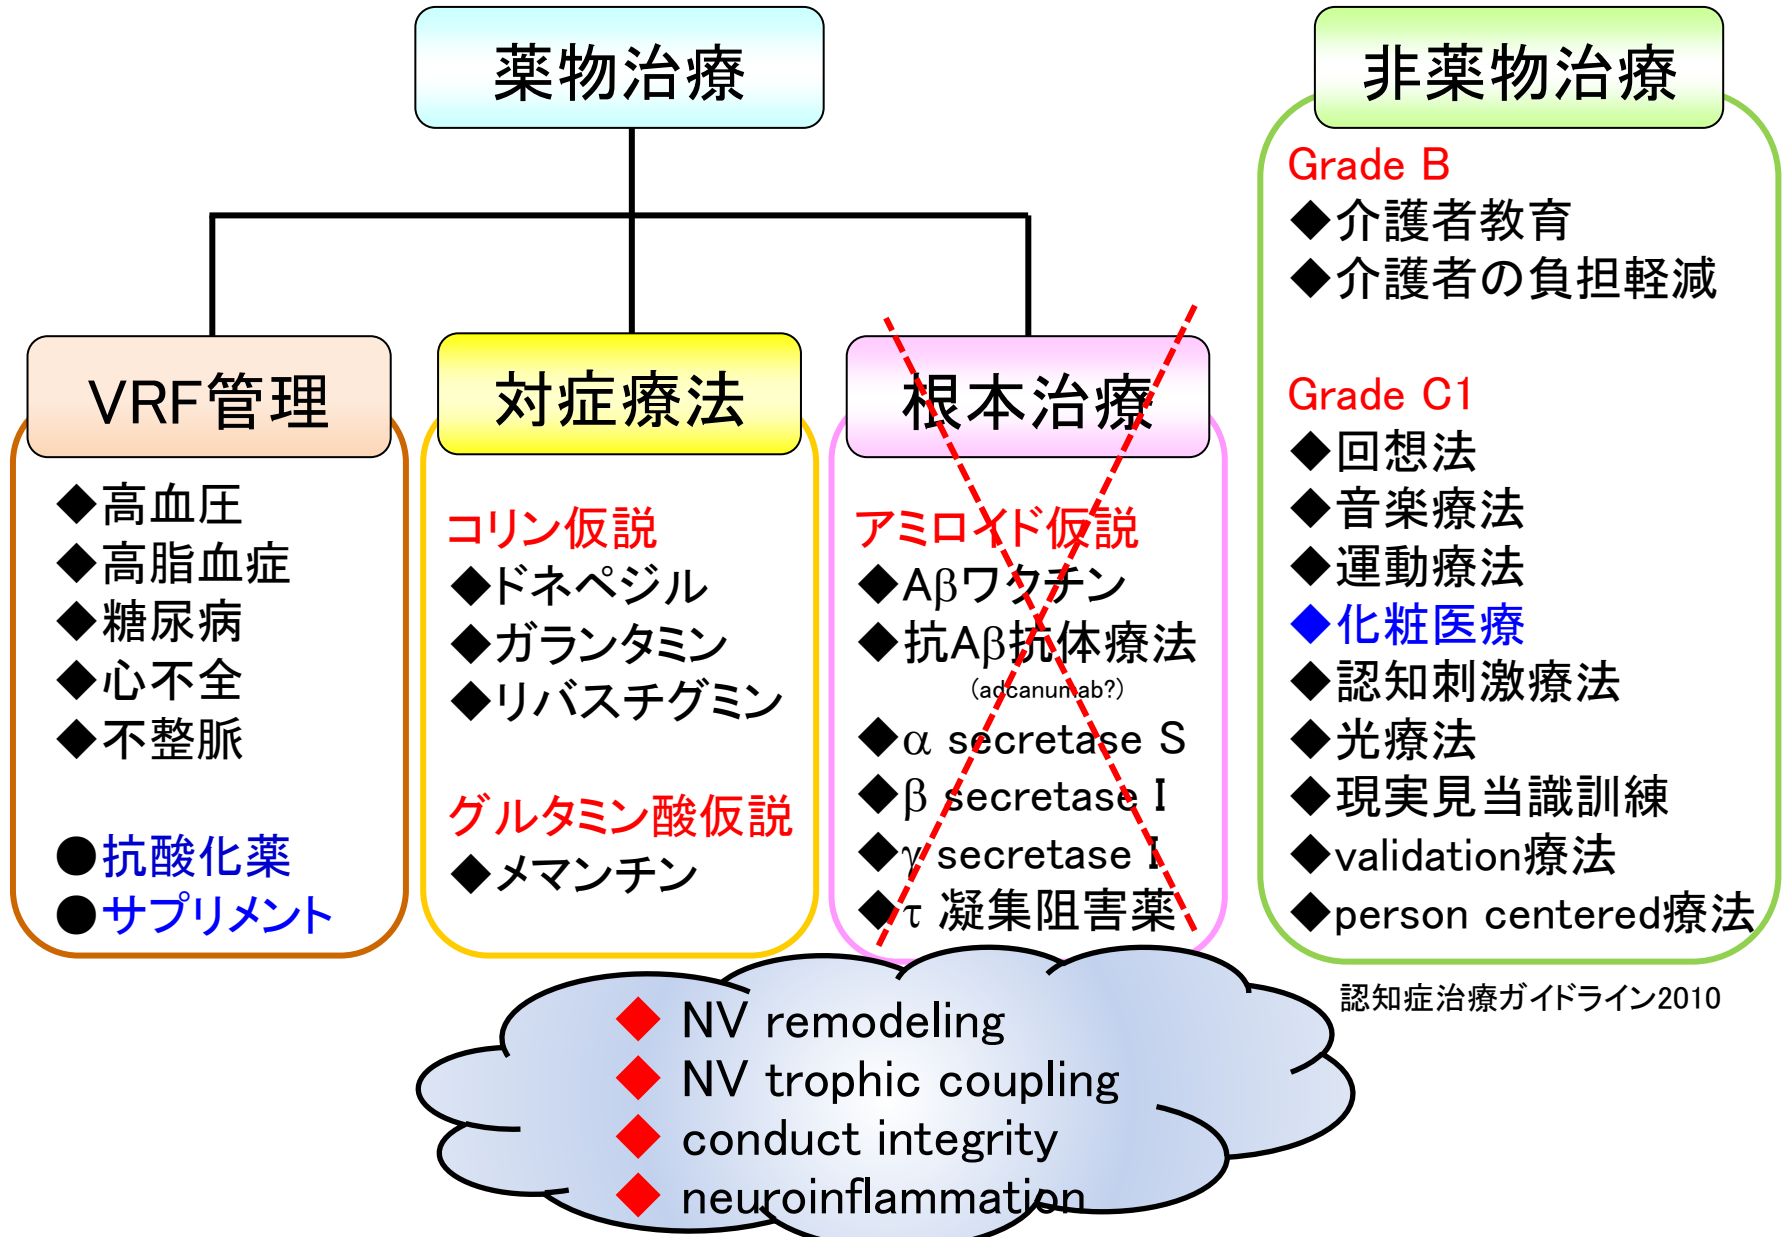 薬物治療
VRF管理
◆高血圧
◆高脂血症
◆糖尿病
◆心不全
◆不整脈
●抗酸化薬
●サプリメント
対症療法
コリン仮説
◆ドネペジル
◆ガランタミン
◆リバスチグミン
グルタミン酸仮説
◆メマンチン
根本治療
アミロイド仮説
◆Aβワクチン
◆抗Aβ抗体療法
(adcanumab?)
◆α secretase S
◆β secretase I
◆γ secretase I
◆τ 凝集阻害薬
◆ NV remodeling
◆ NV trophic coupling
◆ conduct integrity
◆ neuroinflammation
非薬物治療
Grade B
◆介護者教育
◆介護者の負担軽減
Grade C1
◆回想法
◆音楽療法
◆運動療法
◆化粧医療
◆認知刺激療法
◆光療法
◆現実見当識訓練
◆validation療法
◆person centered療法
認知症治療ガイドライン2010